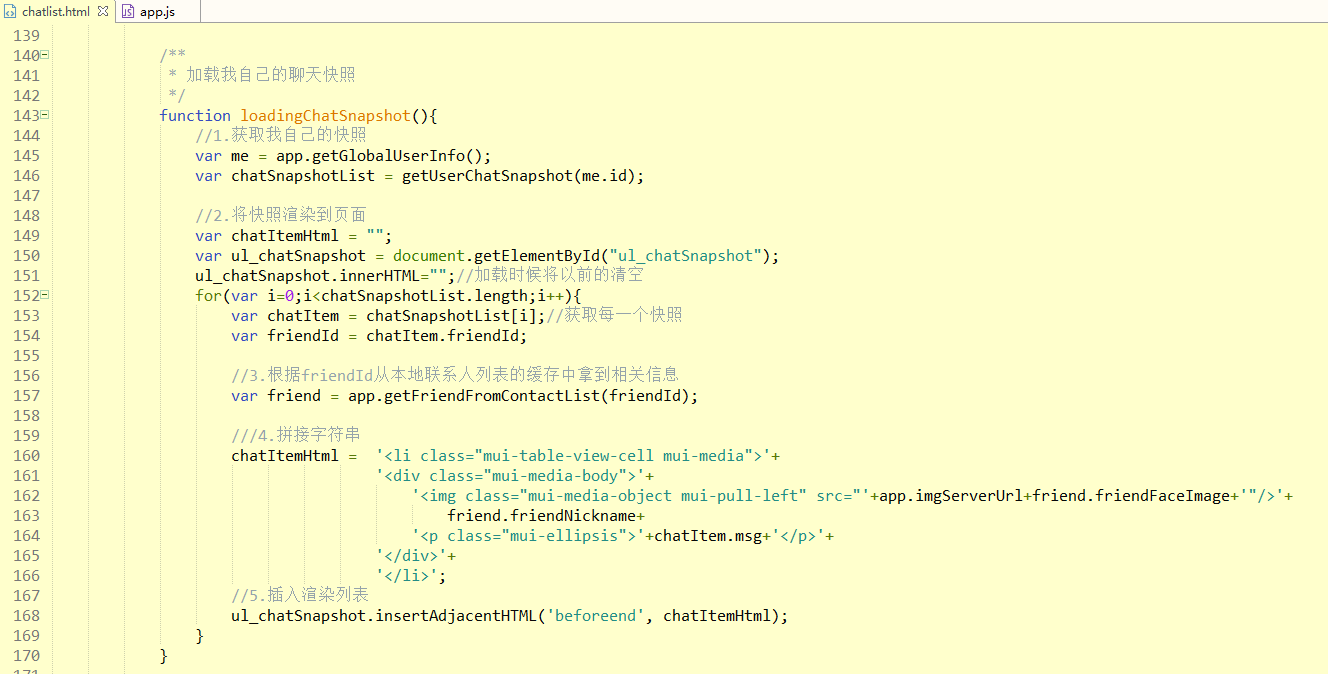 chatlist.html app.js
139
140 /**
141 * 加载我自己的聊天快照
142 */
143 function loadingChatSnapshot(){
144 //1.获取我自己的快照
145 var me = app.getGlobalUserInfo();
146 var chatSnapshotList = getUserChatSnapshot(me.id);
147
148 //2.将快照渲染到页面
149 var chatItemHtml = "";
150 var ul_chatSnapshot = document.getElementById("ul_chatSnapshot");
151 ul_chatSnapshot.innerHTML="";//加载时候将以前的清空
152 for(var i=0;i<chatSnapshotList.length;i++){
153 var chatItem = chatSnapshotList[i];//获取每一个快照
154 var friendId = chatItem.friendId;
155
156 //3.根据friendId从本地联系人列表的缓存中拿到相关信息
157 var friend = app.getFriendFromContactList(friendId);
158
159 ///4.拼接字符串
160 chatItemHtml = '<li class="mui-table-view-cell mui-media">'+
161 '<div class="mui-media-body">'+
162 '<img class="mui-media-object mui-pull-left" src="'+app.imgServerUrl+friend.friendFaceImage+'"/>'+
163 friend.friendNickname+
164 '<p class="mui-ellipsis">'+chatItem.msg+'</p>'+
165 '</div>'+
166 '</li>';
167 //5.插入渲染列表
168 ul_chatSnapshot.insertAdjacentHTML('beforeend', chatItemHtml);
169 }
170 }
171